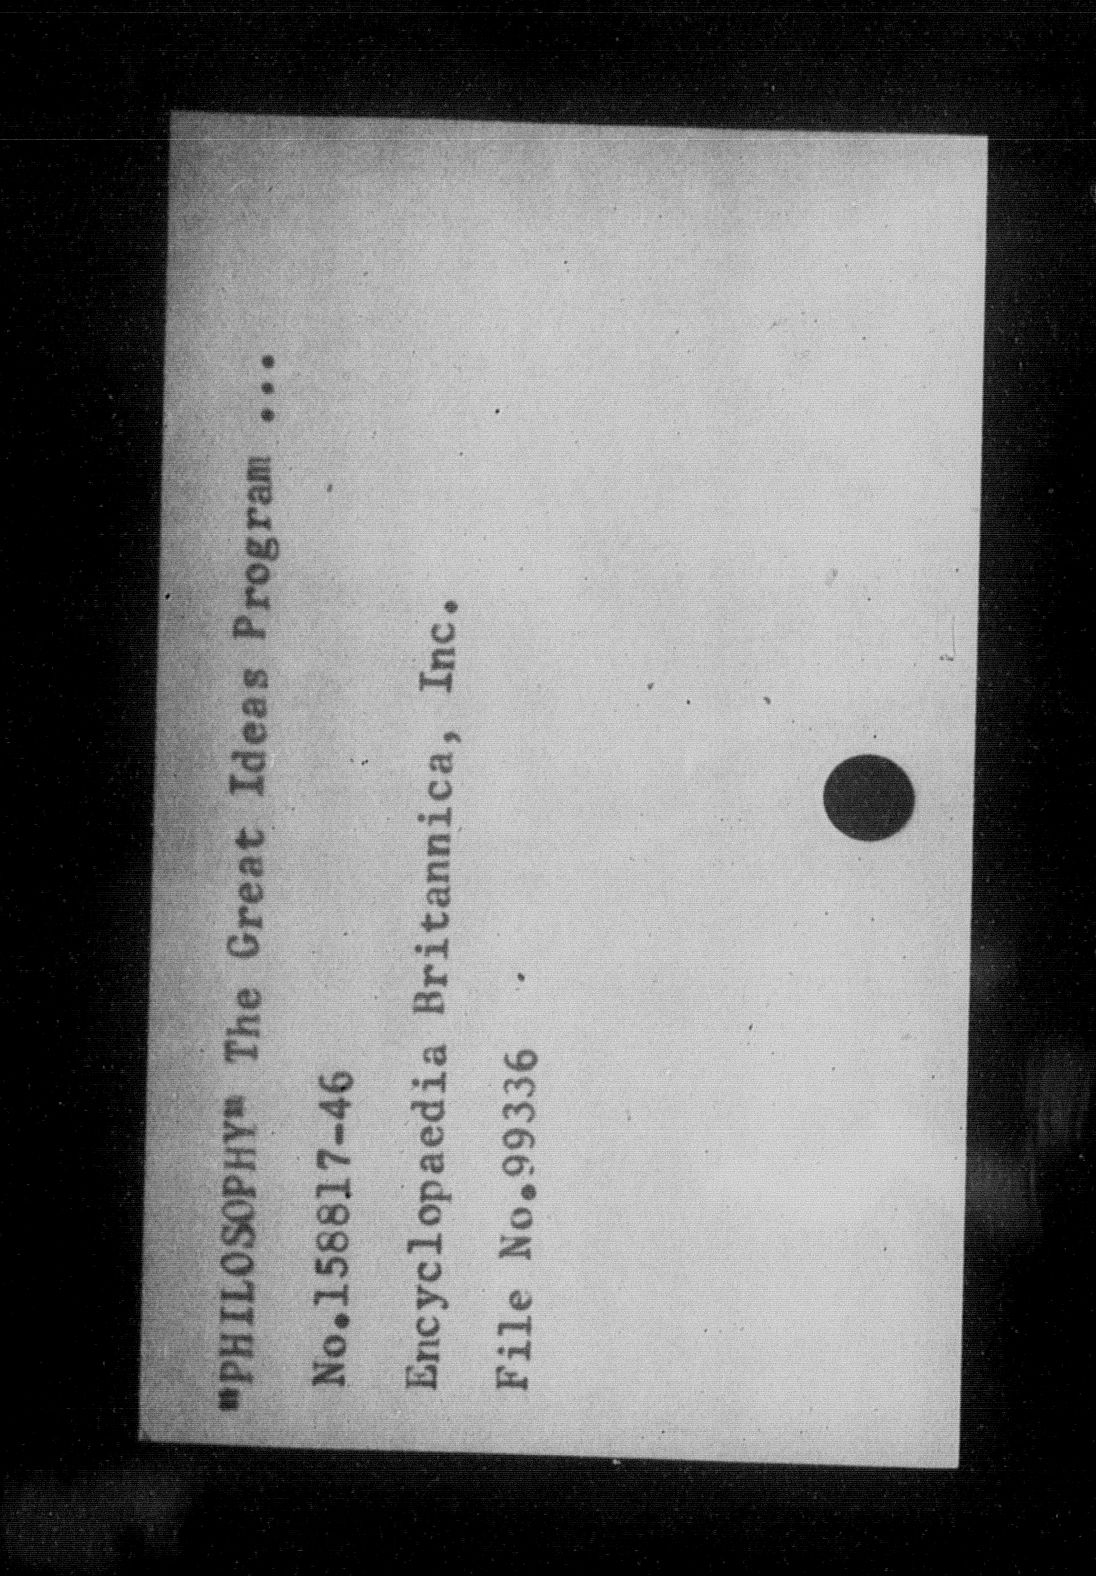 "PHILOSOPHY" The Great Ideas Program ...
No.158817-46
Encyclopaedia Britannica, Inc.
File No.99336